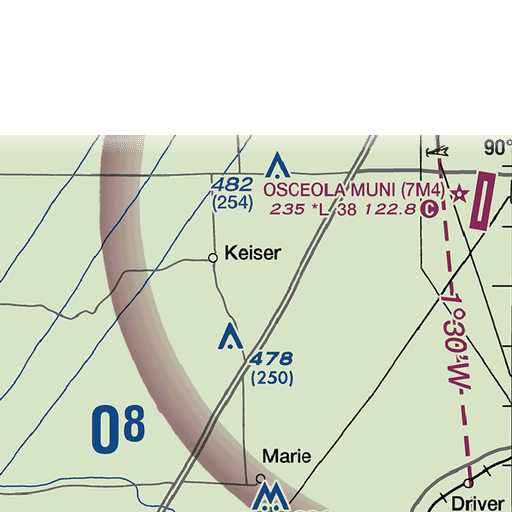 90°
482
(254)
OSCEOLA MUNI (7M4)
235 *L 38 122.8 C
Keiser
1°30'W
478
(250)
08
Marie
Driver